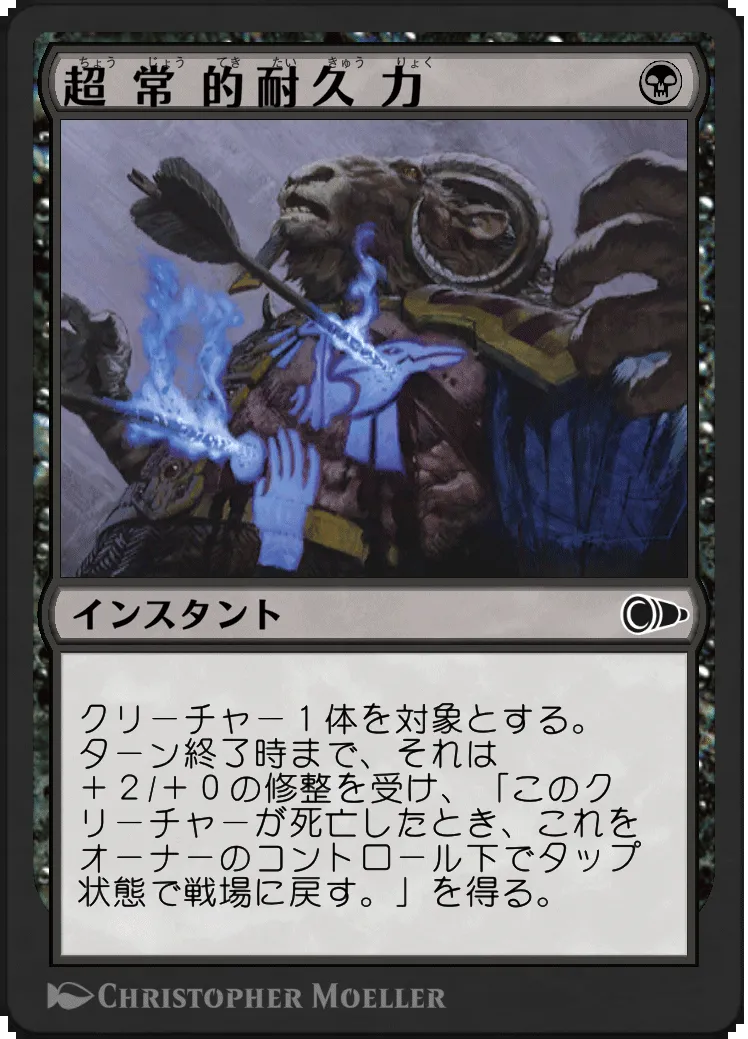 ちょう じょう てき たい きゅう りょく
超常的耐久力
インスタント
クリーチャー１体を対象とする。
ターン終了時まで、それは
＋２/＋０の修整を受け、「このク
リーチャーが死亡したとき、これを
オーナーのコントロール下でタップ
状態で戦場に戻す。」を得る。
CHRISTOPHER MOELLER